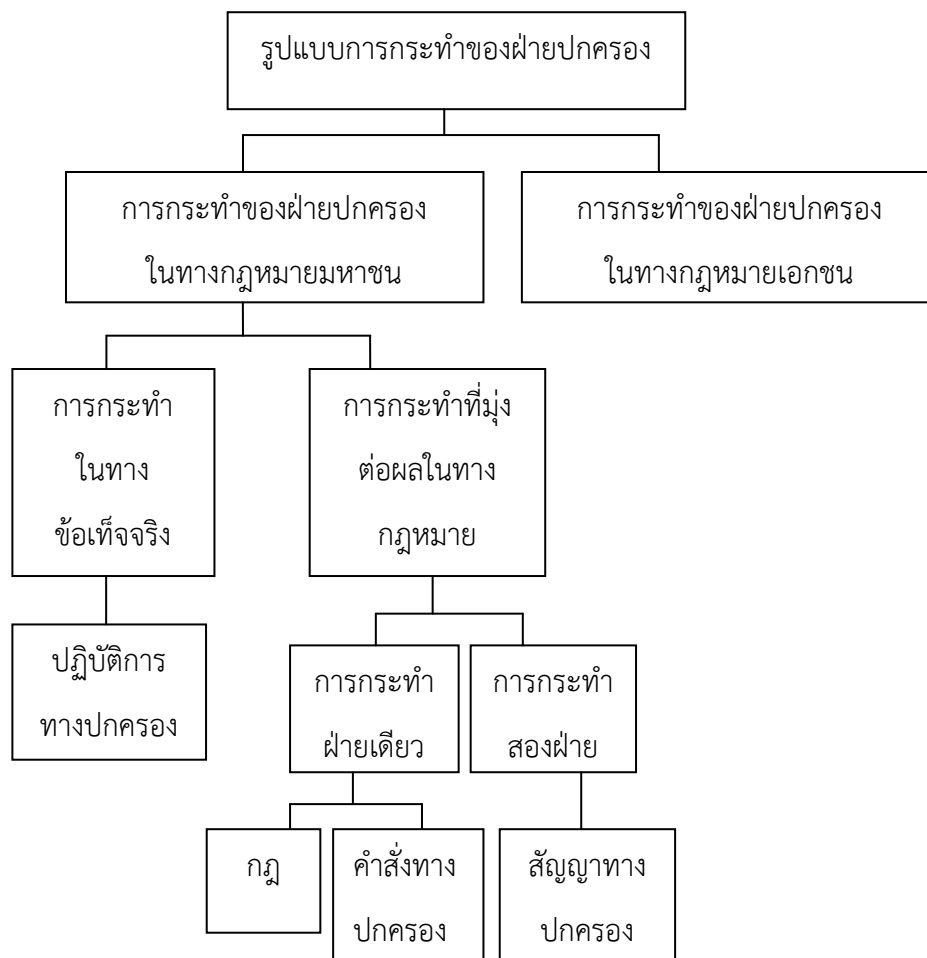 รูปแบบการกระทำของฝ่ายปกครอง
การกระทำของฝ่ายปกครอง
ในทางกฎหมายมหาชน
การกระทำของฝ่ายปกครอง
ในทางกฎหมายเอกชน
การกระทำ
ในทาง
ข้อเท็จจริง
การกระทำที่มุ่ง
ต่อผลในทาง
กฎหมาย
ปฏิบัติการ
ทางปกครอง
การกระทำ
ฝ่ายเดียว
การกระทำ
สองฝ่าย
กฎ
คำสั่งทาง
ปกครอง
สัญญาทาง
ปกครอง